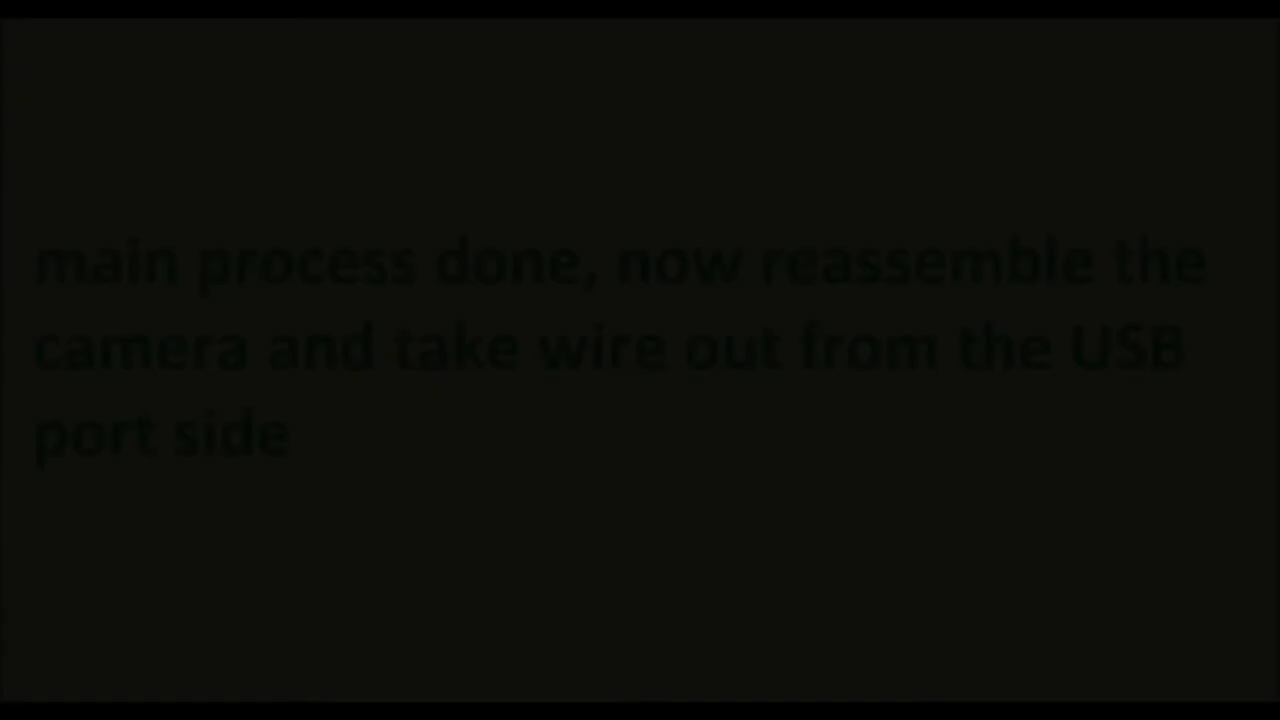 main process done, now reassemble the
camera and take wire out from the USB
port side